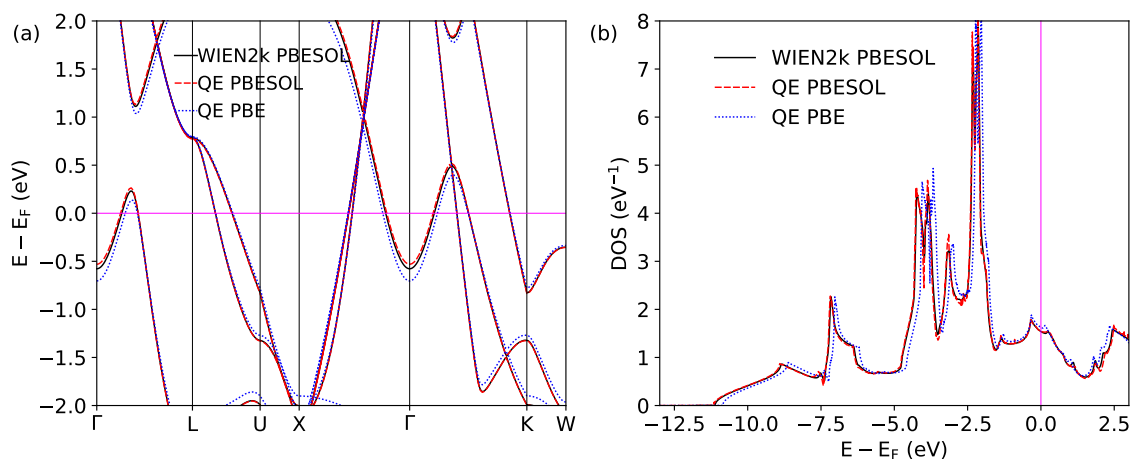 (a)
2.0
1.5
1.0
0.5
0.0
−0.5
−1.0
−1.5
−2.0
E − E_F (eV)
WIEN2k PBESOL
QE PBESOL
QE PBE
Γ L U X Γ K W
(b)
8
7
6
5
4
3
2
1
0
DOS (eV⁻¹)
WIEN2k PBESOL
QE PBESOL
QE PBE
−12.5 −10.0 −7.5 −5.0 −2.5 0.0 2.5
E − E_F (eV)